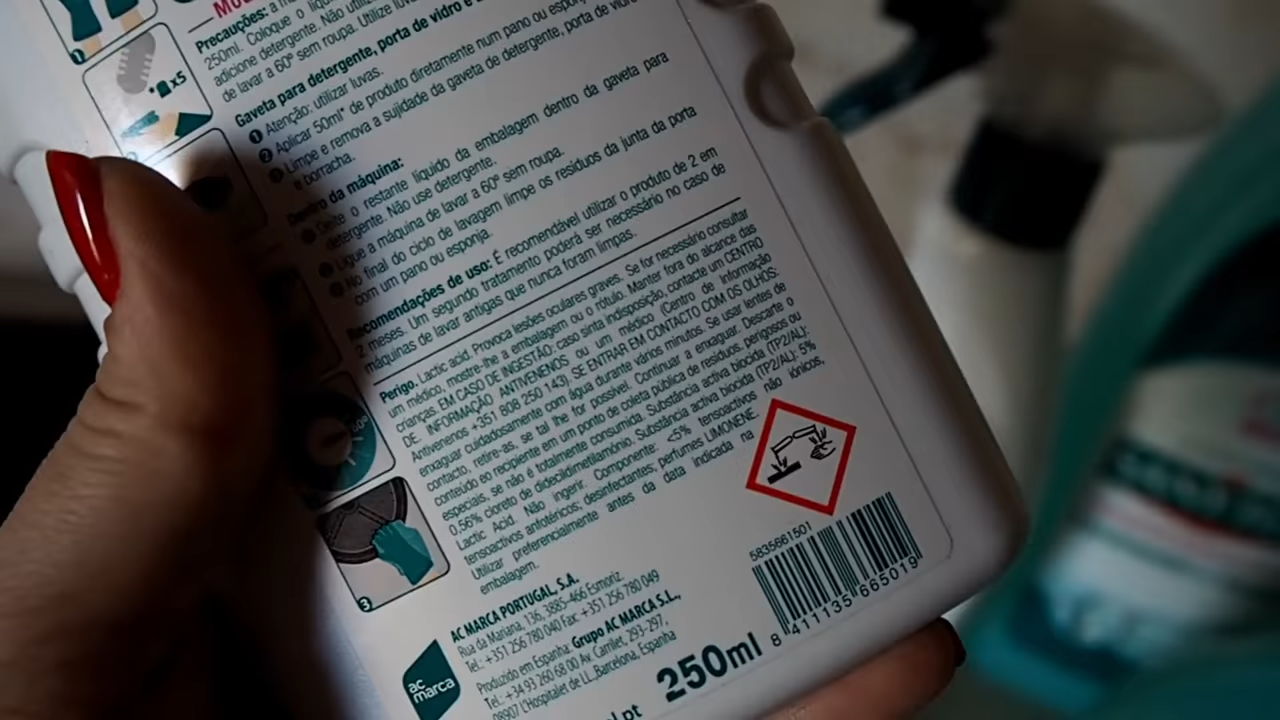 Precauções: a
250ml. Coloque o líqu
adicione detergente. Não util
de lavar a 60º sem roupa. Utilize luva
Gaveta para detergente, porta de vidro e
1 Atenção: utilizar luvas.
2 Aplicar 50ml* de produto diretamente num pano ou esponj
Limpe e remova a sujidade da gaveta de detergente, porta de vidro
e borracha.
Dentro da máquina:
Deite o restante líquido da embalagem dentro da gaveta para
detergente. Não use detergente.
Ligue a máquina de lavar a 60º sem roupa.
No final do ciclo de lavagem limpe os resíduos da junta da porta
com um pano ou esponja.
Recomendações de uso: É recomendável utilizar o produto de 2 em
2 meses. Um segundo tratamento poderá ser necessário no caso de
máquinas de lavar antigas que nunca foram limpas.
Perigo. Lactic acid. Provoca lesões oculares graves. Se for necessário consultar
um médico, mostre-lhe a embalagem ou o rótulo. Manter fora do alcance das
crianças. EM CASO DE INGESTÃO: caso sinta indisposição, contacte um CENTRO
DE INFORMAÇÃO ANTIVENENOS ou um médico (Centro de Informação
Antivenenos +351 808 250 143). SE ENTRAR EM CONTACTO COM OS OLHOS:
enxaguar cuidadosamente com água durante vários minutos. Se usar lentes de
contacto, retire-as, se tal lhe for possível. Continuar a enxaguar. Descarte o
conteúdo eo recipiente em um ponto de coleta pública de resíduos perigosos ou
especiais, se não é totalmente consumida. Substância activa biocida (TP2/AL):
0,56% cloreto de didecildimetilamónio. Substância activa biocida (TP2/AL): 5%
Lactic Acid. Não ingerir. Componente: <5% tensoactivos não iónicos,
tensoactivos anfotéricos; desinfectantes; perfumes LIMONENE.
Utilizar preferencialmente antes da data indicada na
embalagem.
x5
3
AC MARCA PORTUGAL, S.A.
Rua da Mariana, 136, 3885-466 Esmoriz
Tel.: +351 256 780 040 Fax: +351 256 780 049
Produzido em Espanha: Grupo AC MARCA S.L.,
Tel.: +34 93 260 68 00 Av. Carrilet, 293-297,
08907 L'Hospitalet de LL., Barcelona, Espanha
ac
marca
250ml
5835661501
8 411135 665019